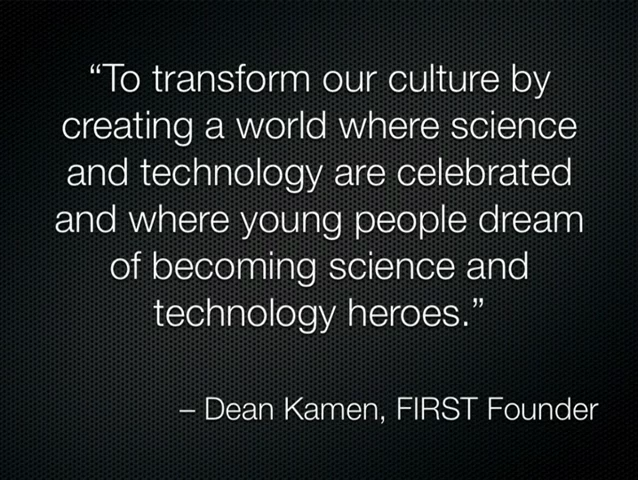 “To transform our culture by
creating a world where science
and technology are celebrated
and where young people dream
of becoming science and
technology heroes.”
– Dean Kamen, FIRST Founder